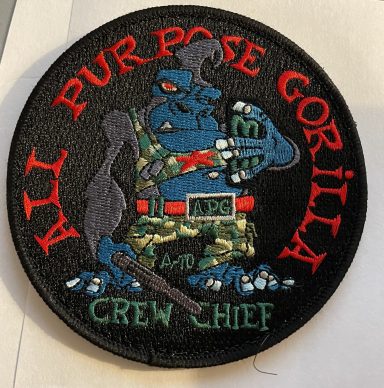 ALL PURPOSE GORiLLA
APG
A-10
CREW CHIEF